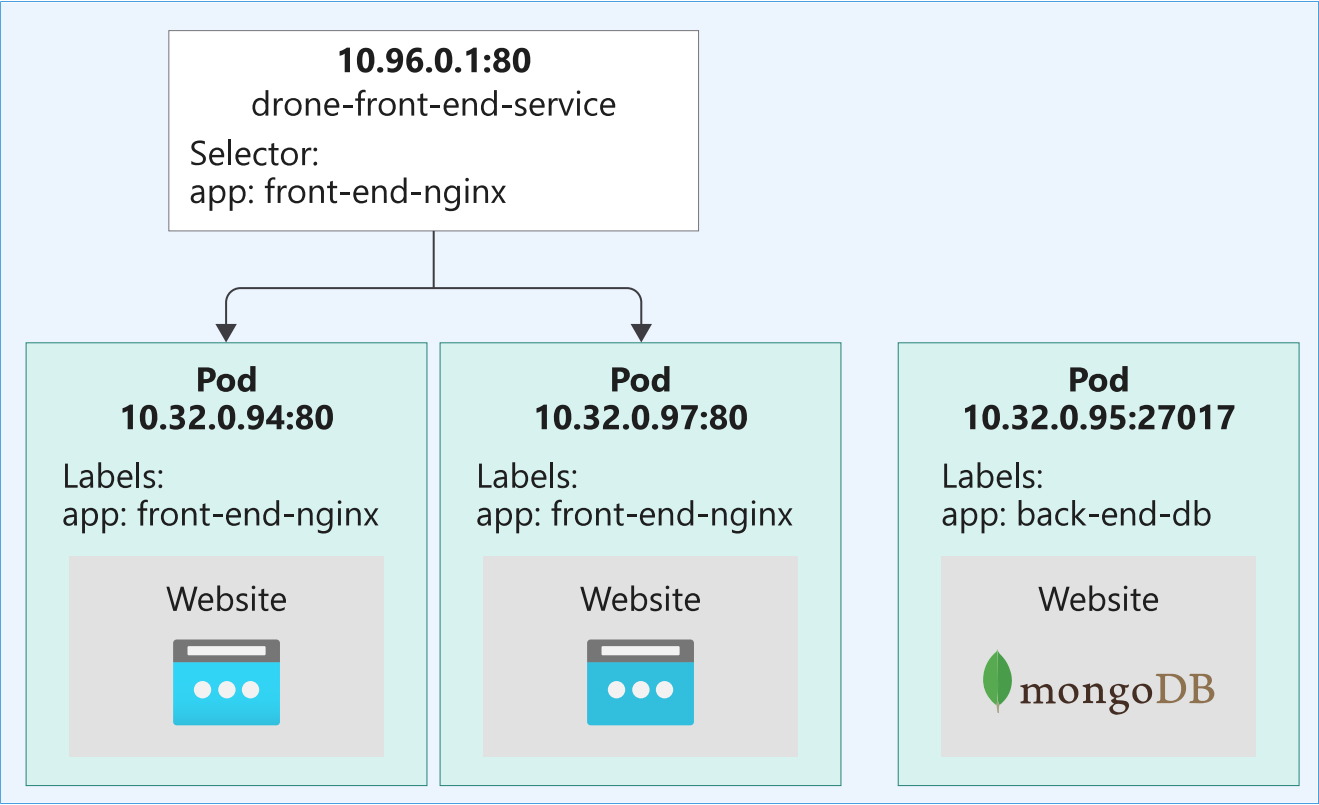 10.96.0.1:80
drone-front-end-service
Selector:
app: front-end-nginx
Pod
10.32.0.94:80
Labels:
app: front-end-nginx
Website
Pod
10.32.0.97:80
Labels:
app: front-end-nginx
Website
Pod
10.32.0.95:27017
Labels:
app: back-end-db
Website
mongoDB